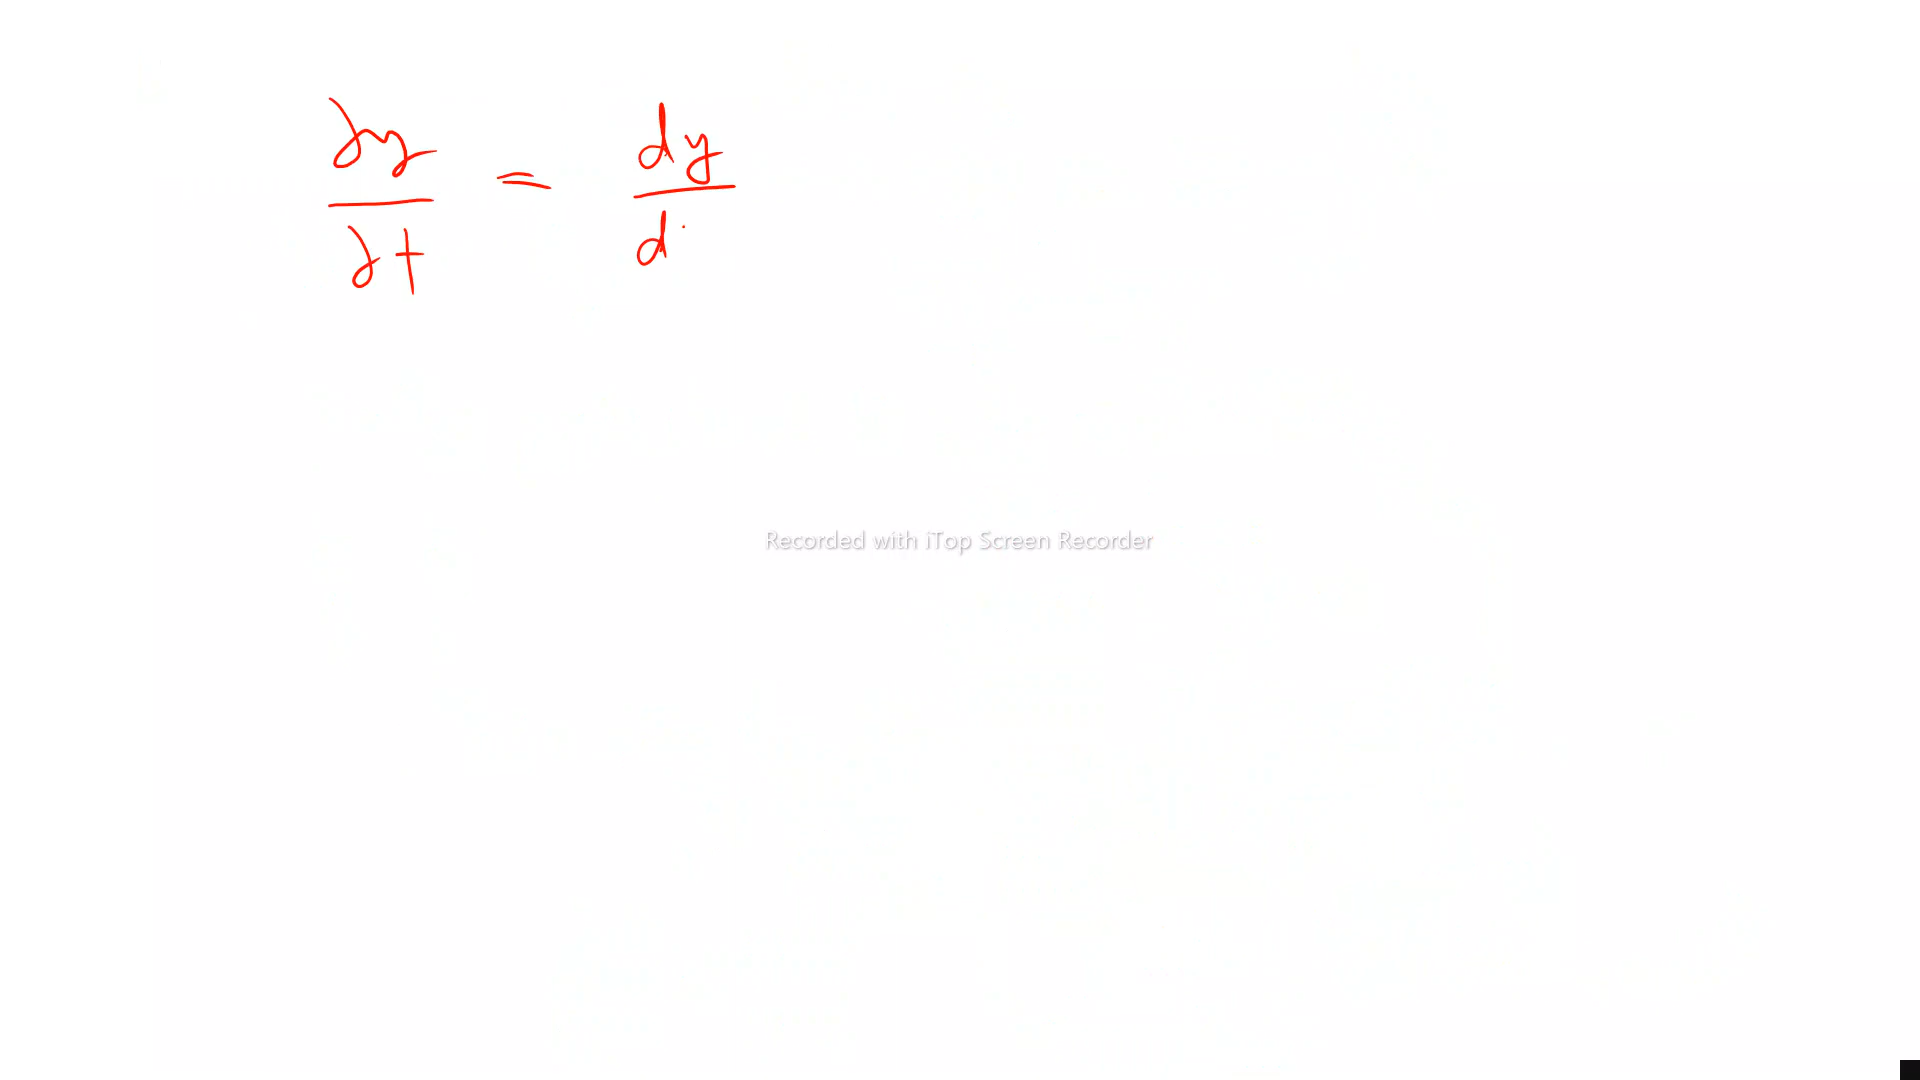 ∂y/∂t = dy/d
Recorded with iTop Screen Recorder